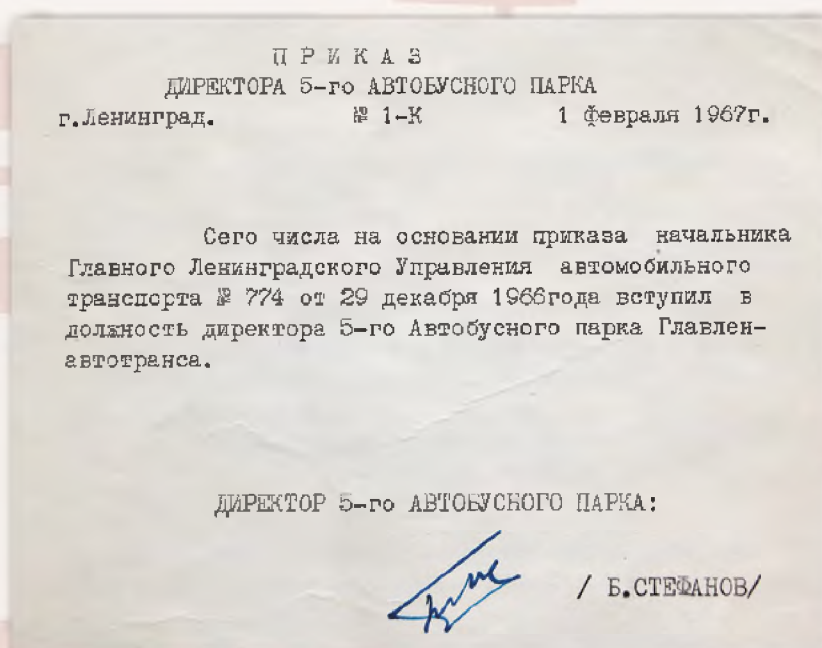 П Р И К А З
ДИРЕКТОРА 5-го АВТОБУСНОГО ПАРКА
г.Ленинград. № 1-К 1 февраля 1967г.
Сего числа на основании приказа начальника
Главного Ленинградского Управления автомобильного
транспорта № 774 от 29 декабря 1966года вступил в
должность директора 5-го Автобусного парка Главлен-
автотранса.
ДИРЕКТОР 5-го АВТОБУСНОГО ПАРКА:
/ Б.СТЕФАНОВ/